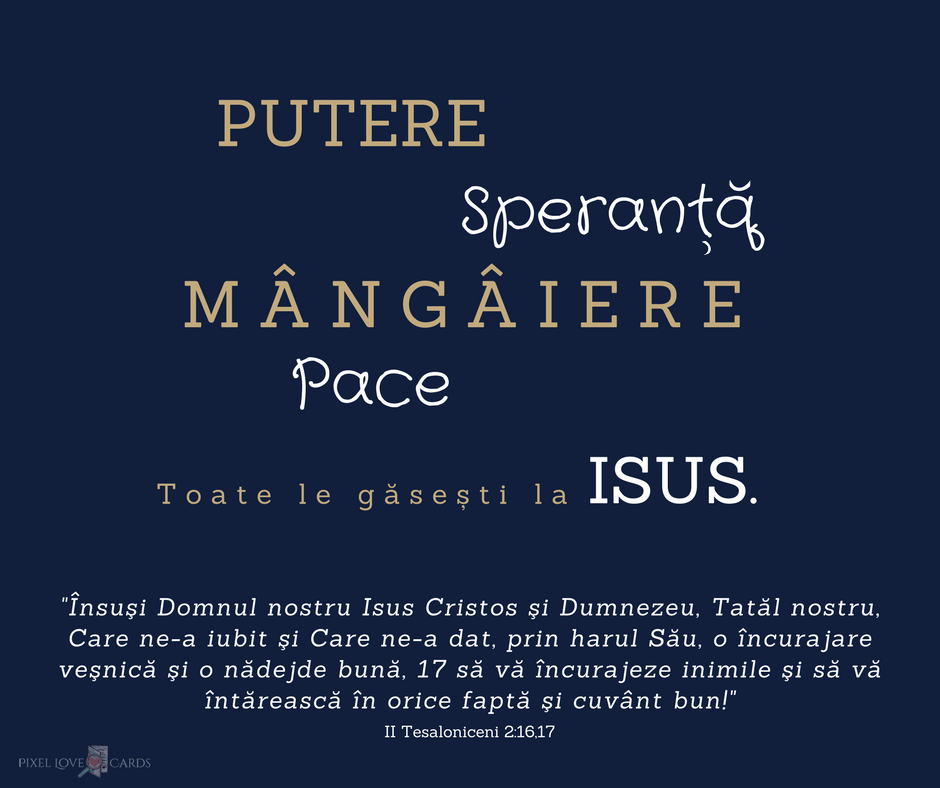 PUTERE
Speranță
MÂNGÂIERE
Pace
Toate le găsești la ISUS.
"Însuşi Domnul nostru Isus Cristos şi Dumnezeu, Tatăl nostru,
Care ne-a iubit şi Care ne-a dat, prin harul Său, o încurajare
veşnică şi o nădejde bună, 17 să vă încurajeze inimile şi să vă
întărească în orice faptă şi cuvânt bun!"
II Tesaloniceni 2:16,17
PIXEL LOVE CARDS